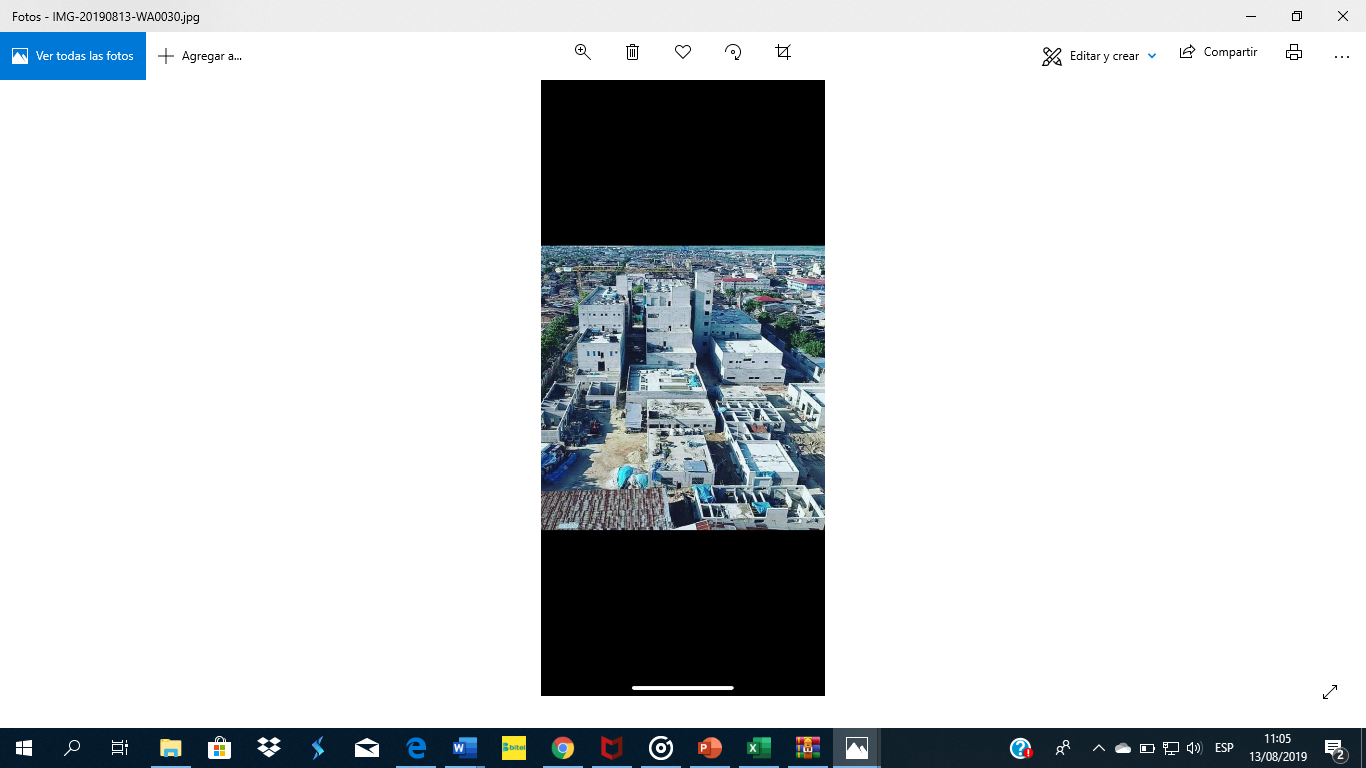 Fotos - IMG-20190813-WA0030.jpg
Ver todas las fotos
Agregar a...
Editar y crear
Compartir
bitel
ESP
11:05
13/08/2019
2